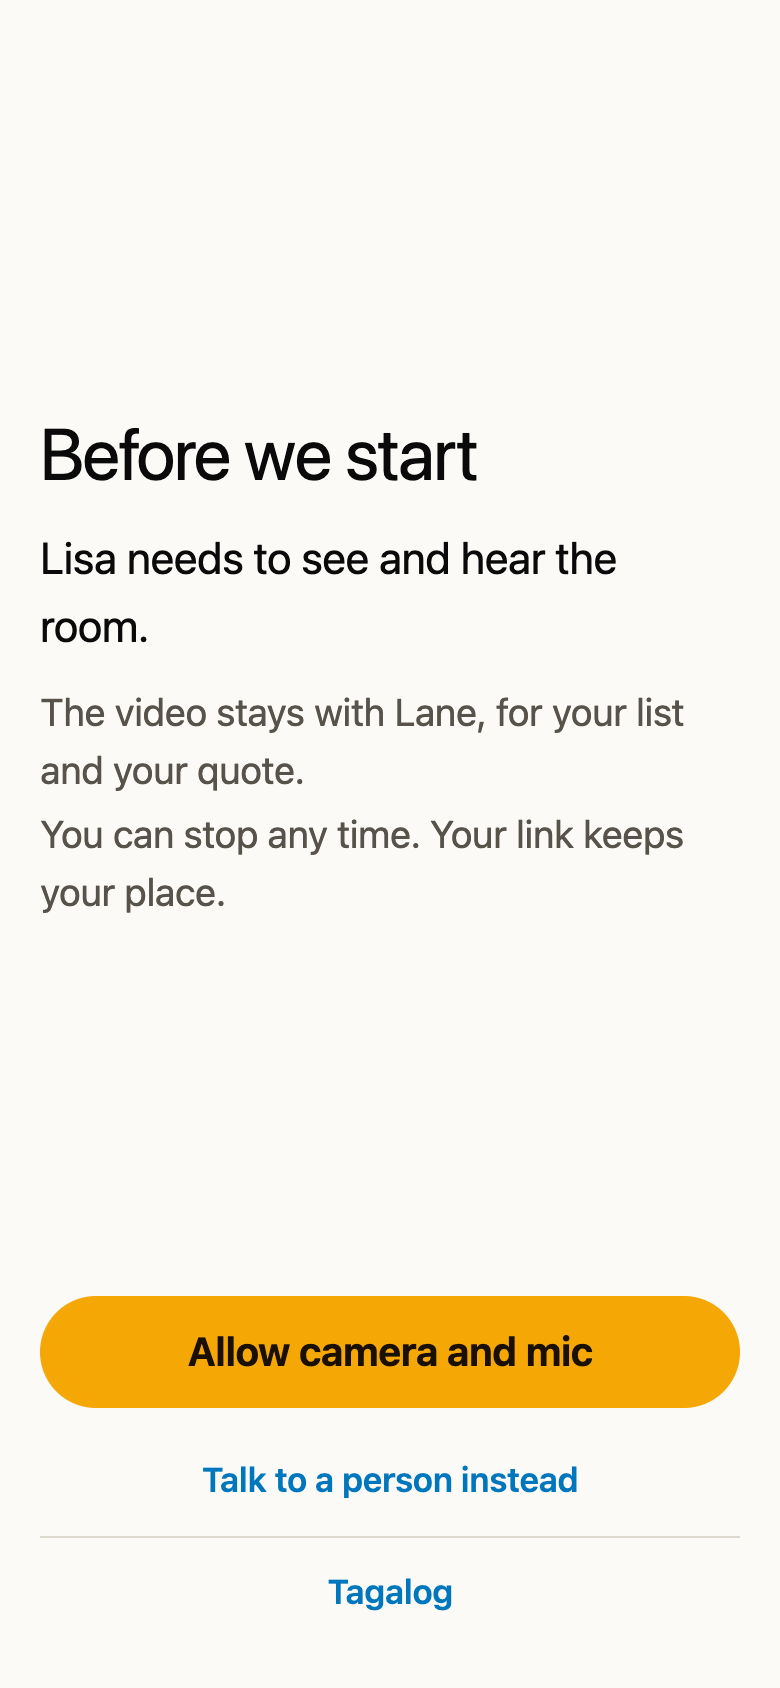 Before we start
Lisa needs to see and hear the
room.
The video stays with Lane, for your list
and your quote.
You can stop any time. Your link keeps
your place.
Allow camera and mic
Talk to a person instead
Tagalog